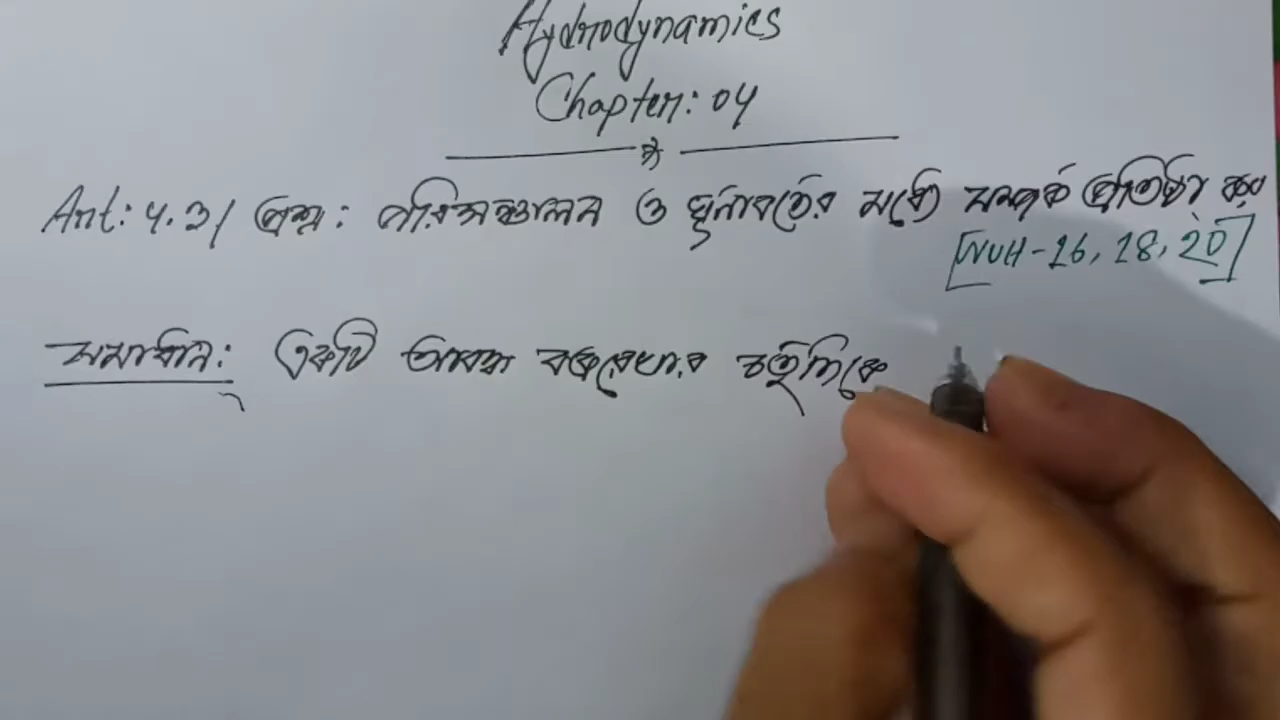 Hydrodynamics
Chapter: 04
Art: 4.3/ প্রশ্ন: পরিসঞ্চালন ও ঘূর্ণাবর্তের মধ্যে সম্পর্ক প্রতিষ্ঠা কর
[NUH-16, 18, 20]
সমাধান: একটি আবদ্ধ বক্ররেখার চর্তুদিকে